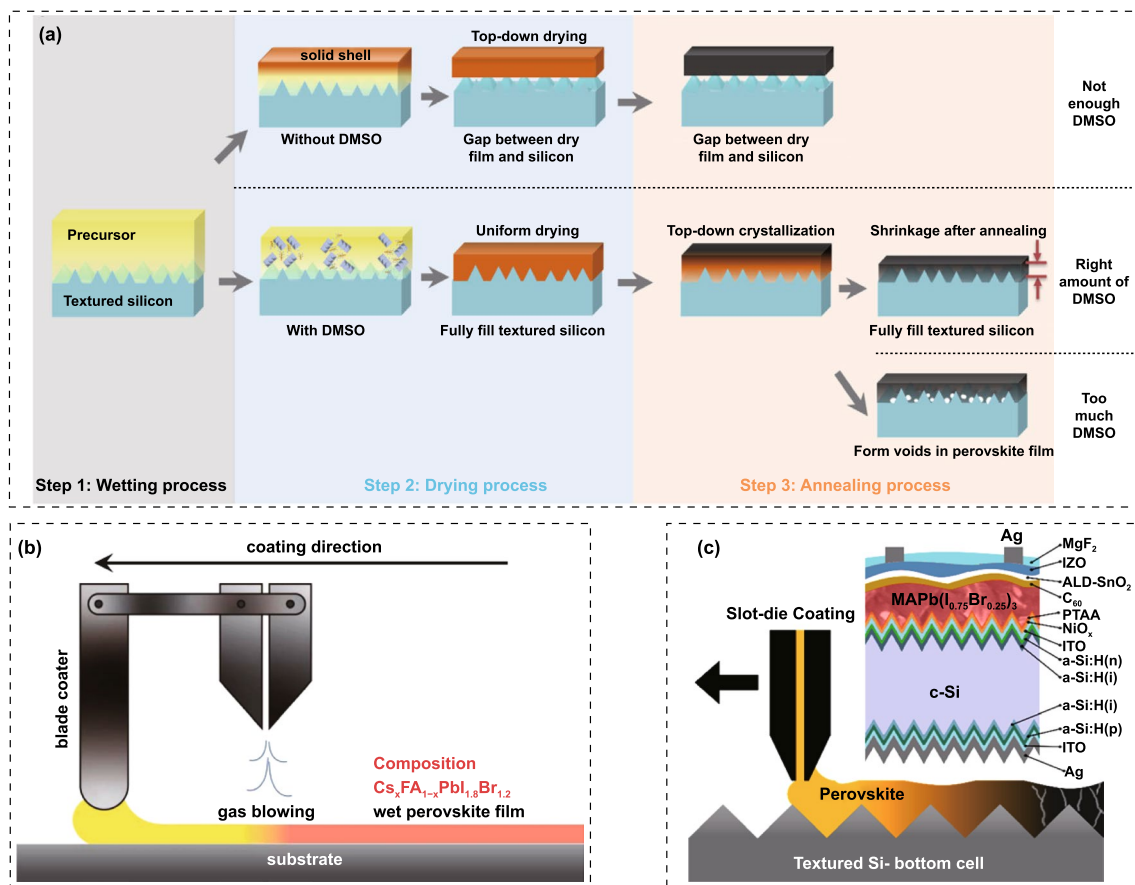 (a)
solid shell
Without DMSO
Top-down drying
Gap between dry
film and silicon
Gap between dry
film and silicon
Not
enough
DMSO
Precursor
Textured silicon
With DMSO
Uniform drying
Fully fill textured silicon
Top-down crystallization
Shrinkage after annealing
Fully fill textured silicon
Right
amount of
DMSO
Form voids in perovskite film
Too
much
DMSO
Step 1: Wetting process
Step 2: Drying process
Step 3: Annealing process
(b)
coating direction
blade coater
gas blowing
Composition
CsₓFA₁₋ₓPbI₁.₈Br₁.₂
wet perovskite film
substrate
(c)
Slot-die Coating
Ag
MgF₂
IZO
ALD-SnO₂
C₆₀
PTAA
NiOₓ
ITO
a-Si:H(n)
a-Si:H(i)
MAPb(I₀.₇₅Br₀.₂₅)₃
c-Si
a-Si:H(i)
a-Si:H(p)
ITO
Ag
Perovskite
Textured Si- bottom cell